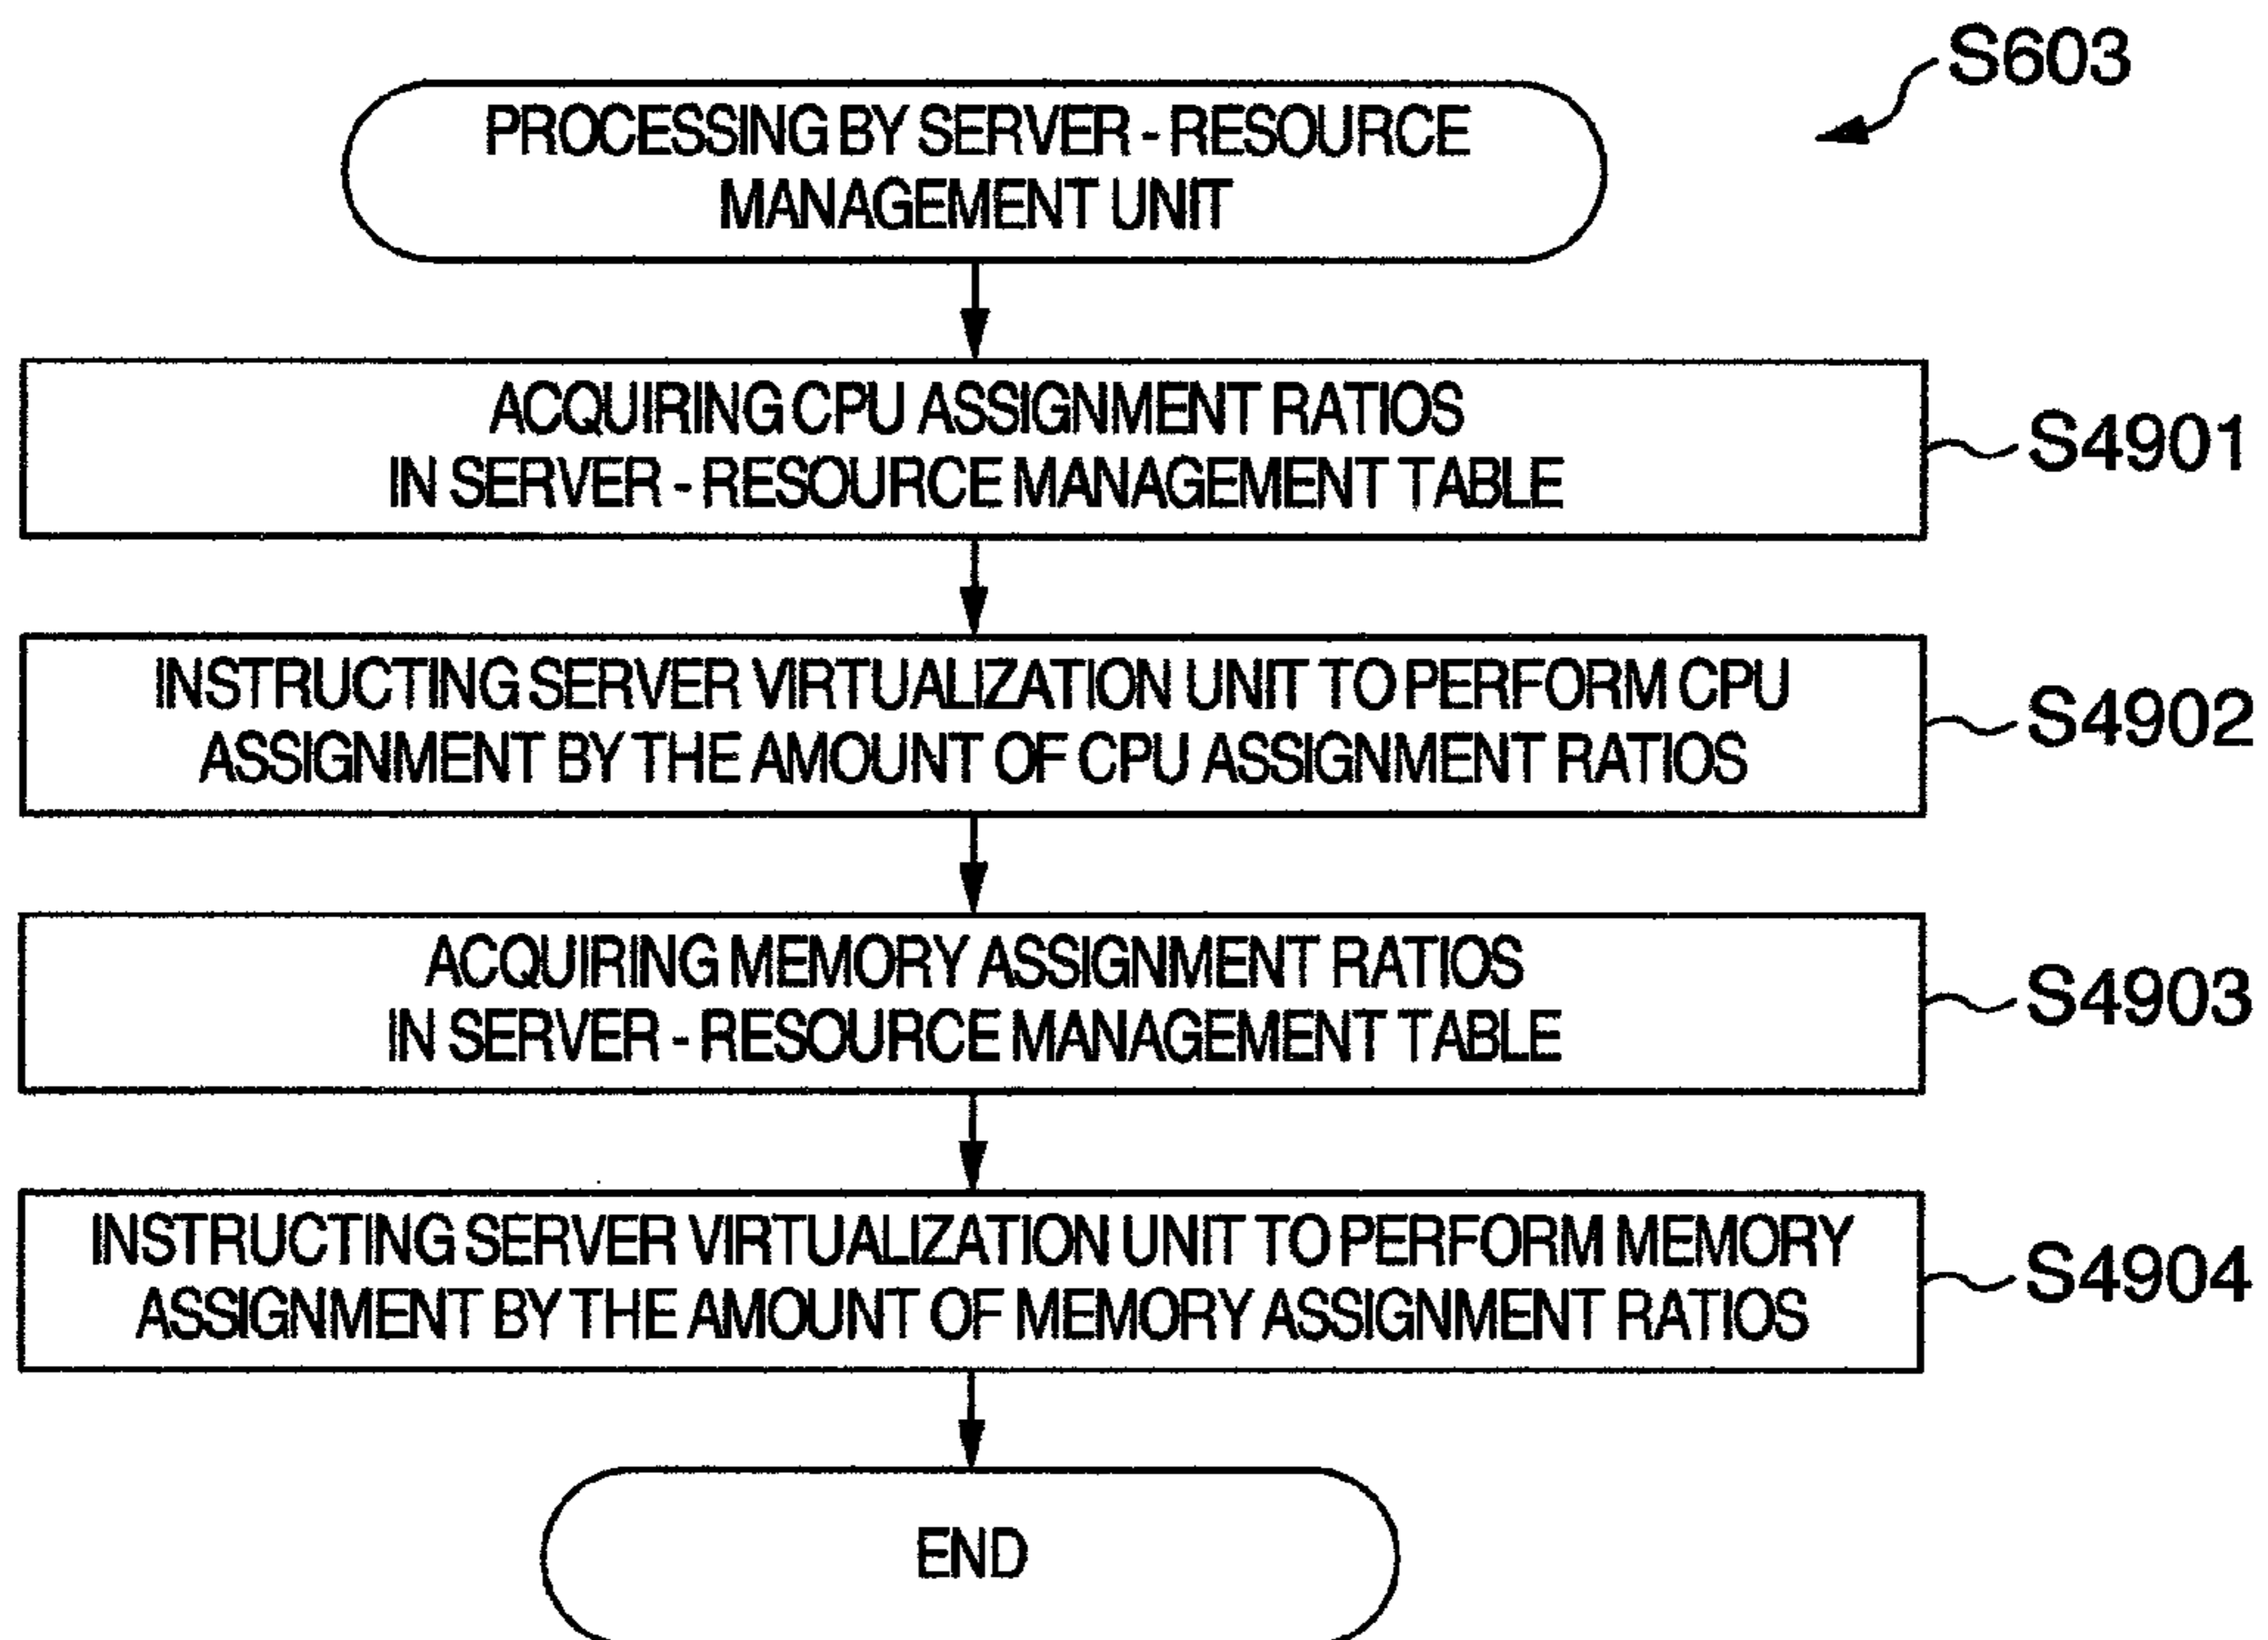 S603
PROCESSING BY SERVER - RESOURCE
MANAGEMENT UNIT
ACQUIRING CPU ASSIGNMENT RATIOS
IN SERVER - RESOURCE MANAGEMENT TABLE
S4901
INSTRUCTING SERVER VIRTUALIZATION UNIT TO PERFORM CPU
ASSIGNMENT BY THE AMOUNT OF CPU ASSIGNMENT RATIOS
S4902
ACQUIRING MEMORY ASSIGNMENT RATIOS
IN SERVER - RESOURCE MANAGEMENT TABLE
S4903
INSTRUCTING SERVER VIRTUALIZATION UNIT TO PERFORM MEMORY
ASSIGNMENT BY THE AMOUNT OF MEMORY ASSIGNMENT RATIOS
S4904
END